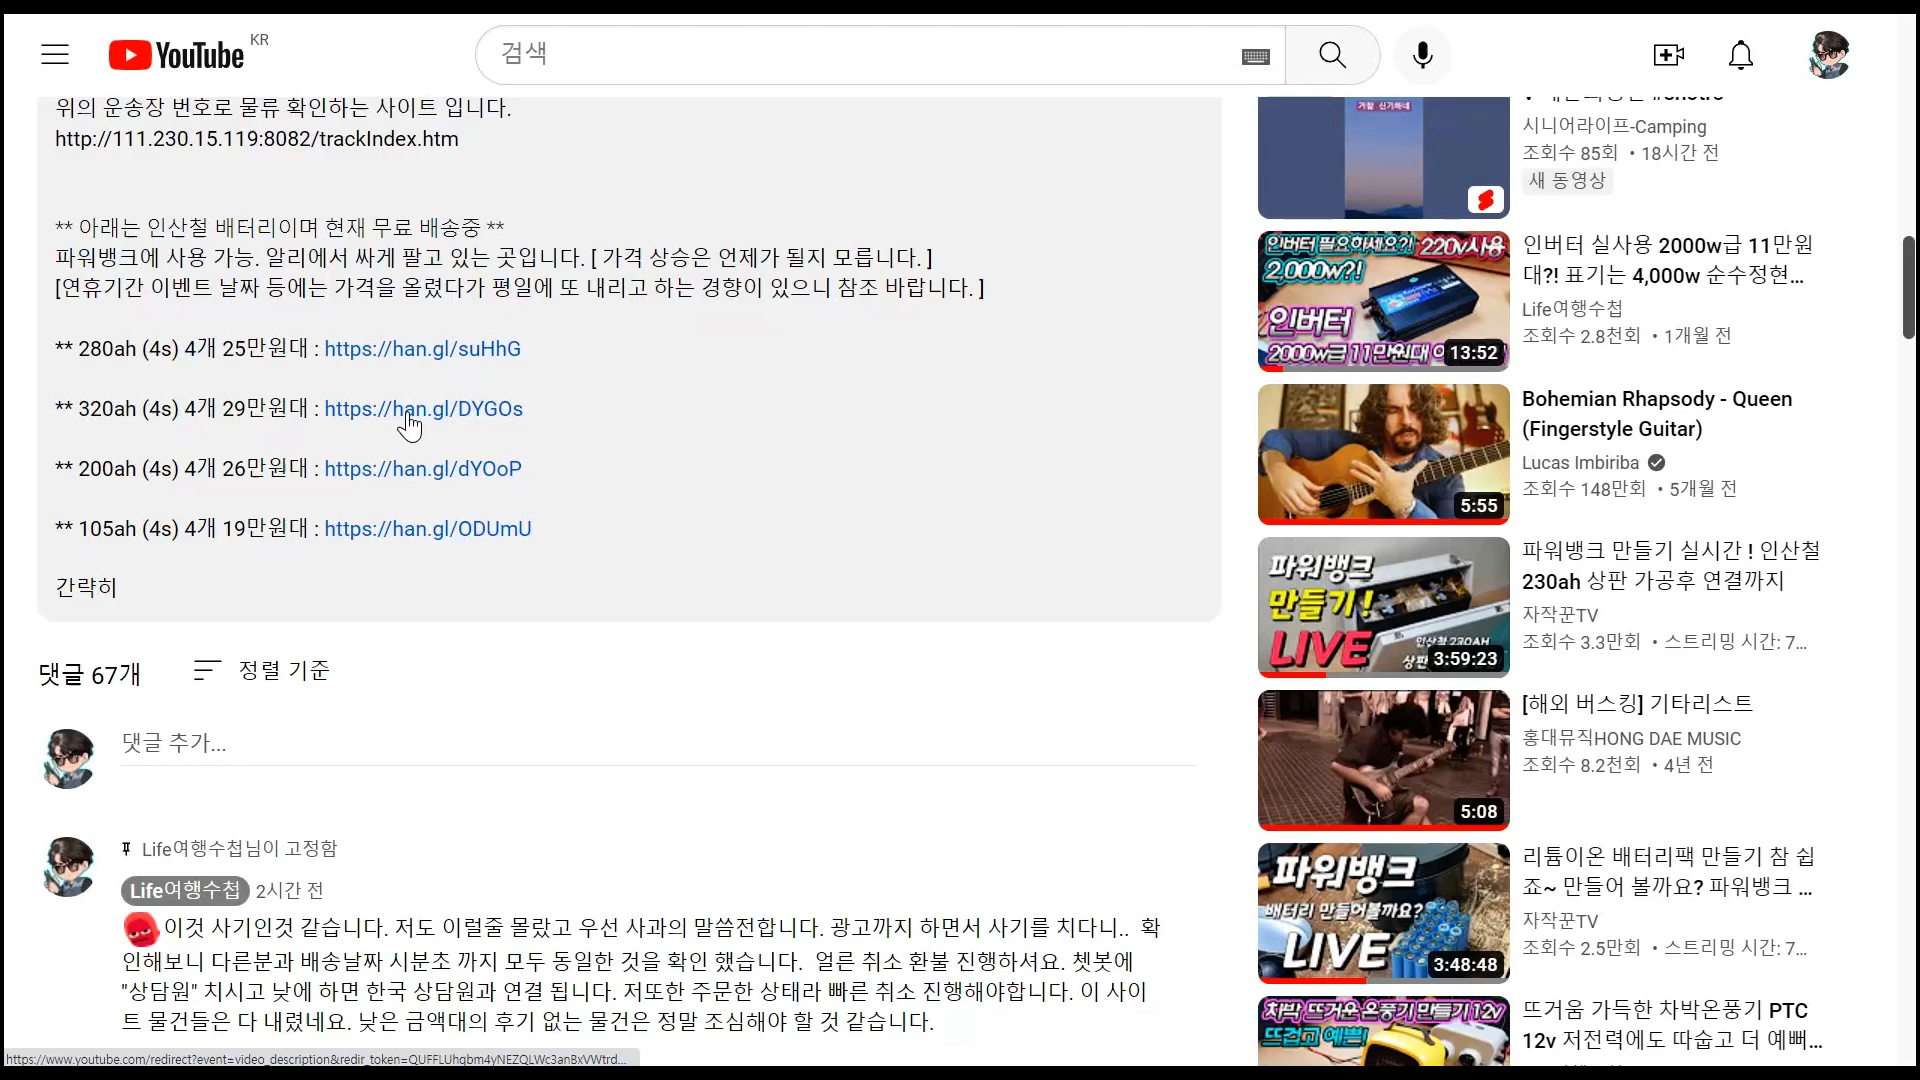 YouTube KR
검색
위의 운송장 번호로 물류 확인하는 사이트 입니다.
http://111.230.15.119:8082/trackIndex.htm
** 아래는 인산철 배터리이며 현재 무료 배송중 **
파워뱅크에 사용 가능. 알리에서 싸게 팔고 있는 곳입니다. [ 가격 상승은 언제가 될지 모릅니다. ]
[연휴기간 이벤트 날짜 등에는 가격을 올렸다가 평일에 또 내리고 하는 경향이 있으니 참조 바랍니다. ]
** 280ah (4s) 4개 25만원대 : https://han.gl/suHhG
** 320ah (4s) 4개 29만원대 : https://han.gl/DYGOs
** 200ah (4s) 4개 26만원대 : https://han.gl/dYOoP
** 105ah (4s) 4개 19만원대 : https://han.gl/ODUmU
간략히
댓글 67개
정렬 기준
댓글 추가...
Life여행수첩님이 고정함
Life여행수첩 2시간 전
이것 사기인것 같습니다. 저도 이럴줄 몰랐고 우선 사과의 말씀전합니다. 광고까지 하면서 사기를 치다니.. 확
인해보니 다른분과 배송날짜 시분초 까지 모두 동일한 것을 확인 했습니다. 얼른 취소 환불 진행하셔요. 쳇봇에
"상담원" 치시고 낮에 하면 한국 상담원과 연결 됩니다. 저또한 주문한 상태라 빠른 취소 진행해야합니다. 이 사이
트 물건들은 다 내렸네요. 낮은 금액대의 후기 없는 물건은 정말 조심해야 할 것 같습니다.
https://www.youtube.com/redirect?event=video_description&redir_token=QUFFLUhqbm4yNEZQLWc3anBxVWtrd...
거참 신기하네
시니어라이프-Camping
조회수 85회 • 18시간 전
새 동영상
인버터 필요하세요?! 220v사용
2,000w?!
인버터
2000w급 11만원대
13:52
인버터 실사용 2000w급 11만원
대?! 표기는 4,000w 순수정현...
Life여행수첩
조회수 2.8천회 • 1개월 전
5:55
Bohemian Rhapsody - Queen
(Fingerstyle Guitar)
Lucas Imbiriba
조회수 148만회 • 5개월 전
파워뱅크
만들기!
LIVE
인산철 230AH
3:59:23
파워뱅크 만들기 실시간 ! 인산철
230ah 상판 가공후 연결까지
자작꾼TV
조회수 3.3만회 • 스트리밍 시간: 7...
5:08
[해외 버스킹] 기타리스트
홍대뮤직HONG DAE MUSIC
조회수 8.2천회 • 4년 전
파워뱅크
배터리 만들어볼까요?
LIVE
3:48:48
리튬이온 배터리팩 만들기 참 쉽
죠~ 만들어 볼까요? 파워뱅크 ...
자작꾼TV
조회수 2.5만회 • 스트리밍 시간: 7...
차박 뜨거운온풍기 만들기 12v
뜨겁고 예쁨!
뜨거움 가득한 차박온풍기 PTC
12v 저전력에도 따숩고 더 예뻐...